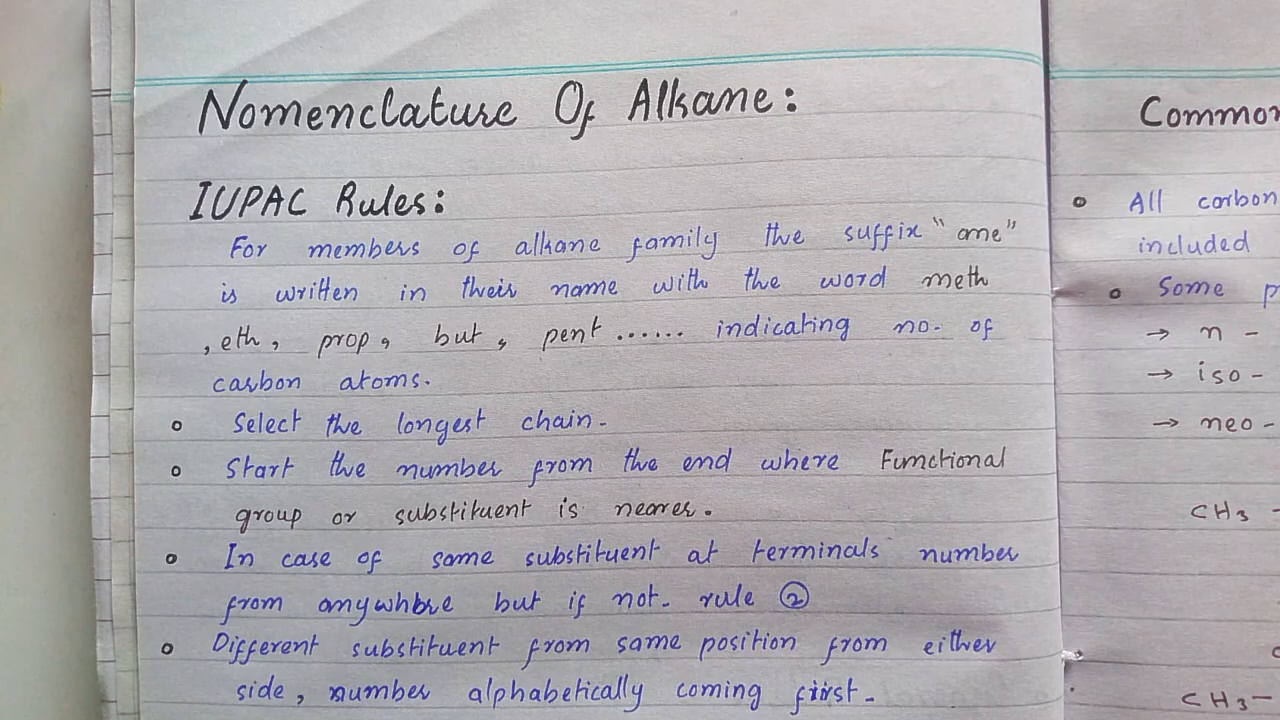 Nomenclature Of Alkane:
IUPAC Rules:
For members of alkane family the suffix "ane"
is written in their name with the word meth
, eth, prop, but, pent ...... indicating no. of
carbon atoms.
Select the longest chain.
Start the number from the end where Functional
group or substituent is nearer.
In case of same substituent at terminals number
from anywhere but if not. rule ②
Different substituent from same position from either
side, number alphabetically coming first.
Common
All carbon
included
Some p
→ n -
→ iso -
→ neo -
CH3 -
CH3 -